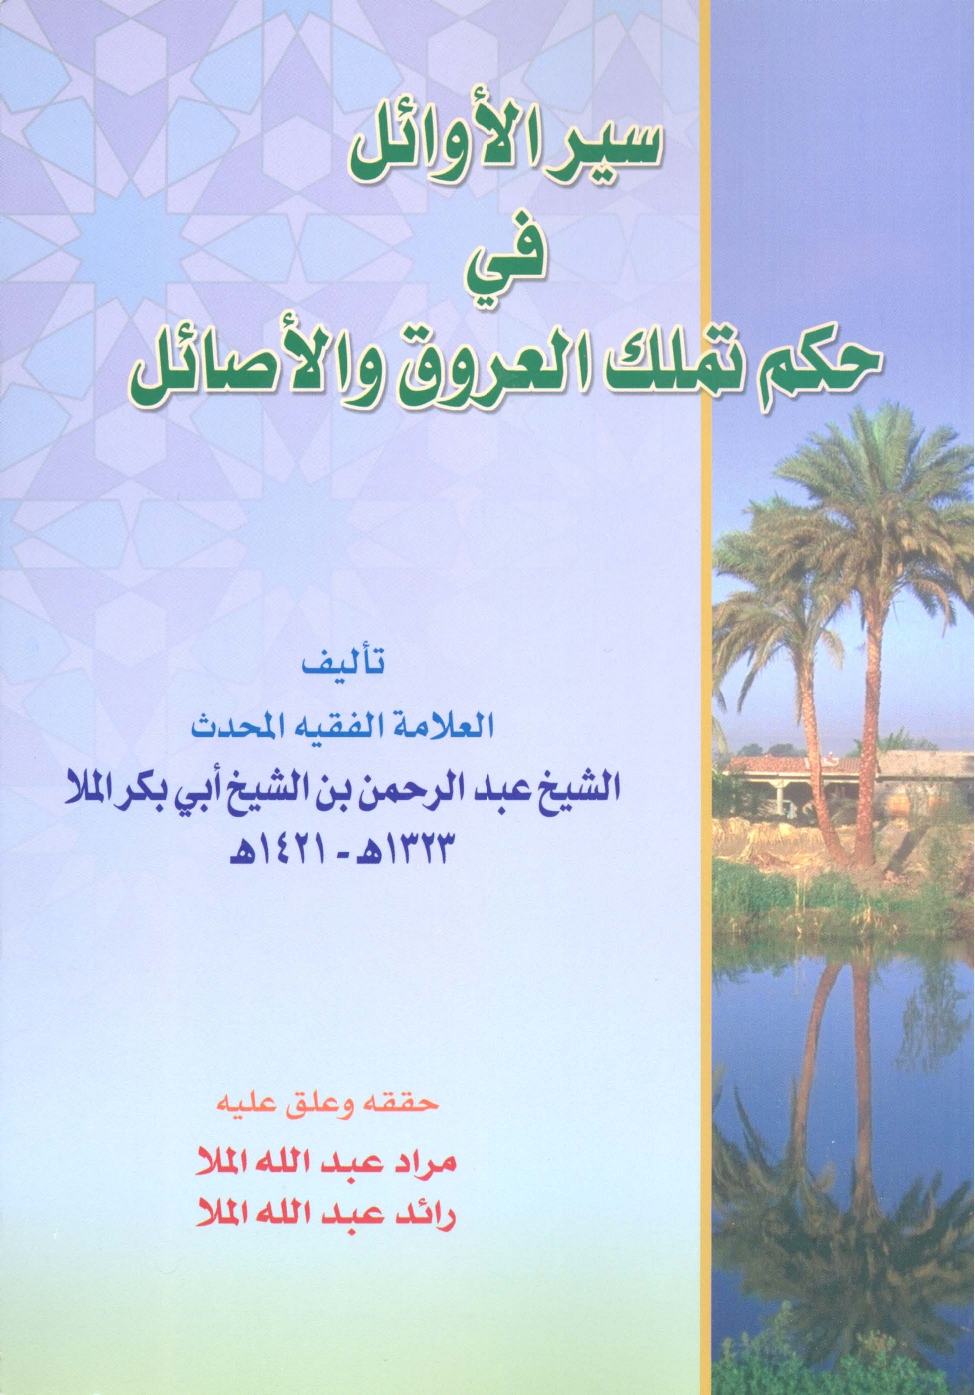 سير الأوائل
في
حكم تملك العروق والأصائل
تأليف
العلامة الفقيه المحدث
الشيخ عبد الرحمن بن الشيخ أبي بكر الملا
١٣٢٣هـ - ١٤٢١هـ
حققه وعلق عليه
مراد عبد الله الملا
رائد عبد الله الملا